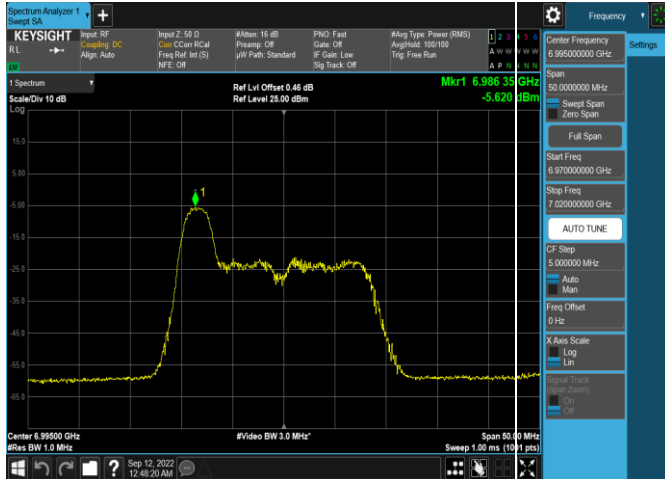 Spectrum Analyzer 1
Swept SA
+
Frequency
KEYSIGHT
RL
Input: RF
Coupling: DC
Align: Auto
Input Z: 50 Ω
Corr CCorr RCal
Freq Ref: Int (S)
NFE: Off
#Atten: 16 dB
Preamp: Off
µW Path: Standard
PNO: Fast
Gate: Off
IF Gain: Low
Sig Track: Off
#Avg Type: Power (RMS)
Avg|Hold: 100/100
Trig: Free Run
1 2 3 4 5 6
A W W W W W
A P N N N N
1 Spectrum
Scale/Div 10 dB
Log
Ref Lvl Offset 0.46 dB
Ref Level 25.00 dBm
Mkr1 6.986 35 GHz
-5.620 dBm
15.0
5.00
-5.00
-15.0
-25.0
-35.0
-45.0
-55.0
-65.0
1
Center 6.99500 GHz
#Res BW 1.0 MHz
#Video BW 3.0 MHz*
Span 50.00 MHz
Sweep 1.00 ms (1001 pts)
Sep 12, 2022
12:48:20 AM
?
Settings
Center Frequency
6.995000000 GHz
Span
50.0000000 MHz
Swept Span
Zero Span
Full Span
Start Freq
6.970000000 GHz
Stop Freq
7.020000000 GHz
AUTO TUNE
CF Step
5.000000 MHz
Auto
Man
Freq Offset
0 Hz
X Axis Scale
Log
Lin
Signal Track
(Span Zoom)
On
Off